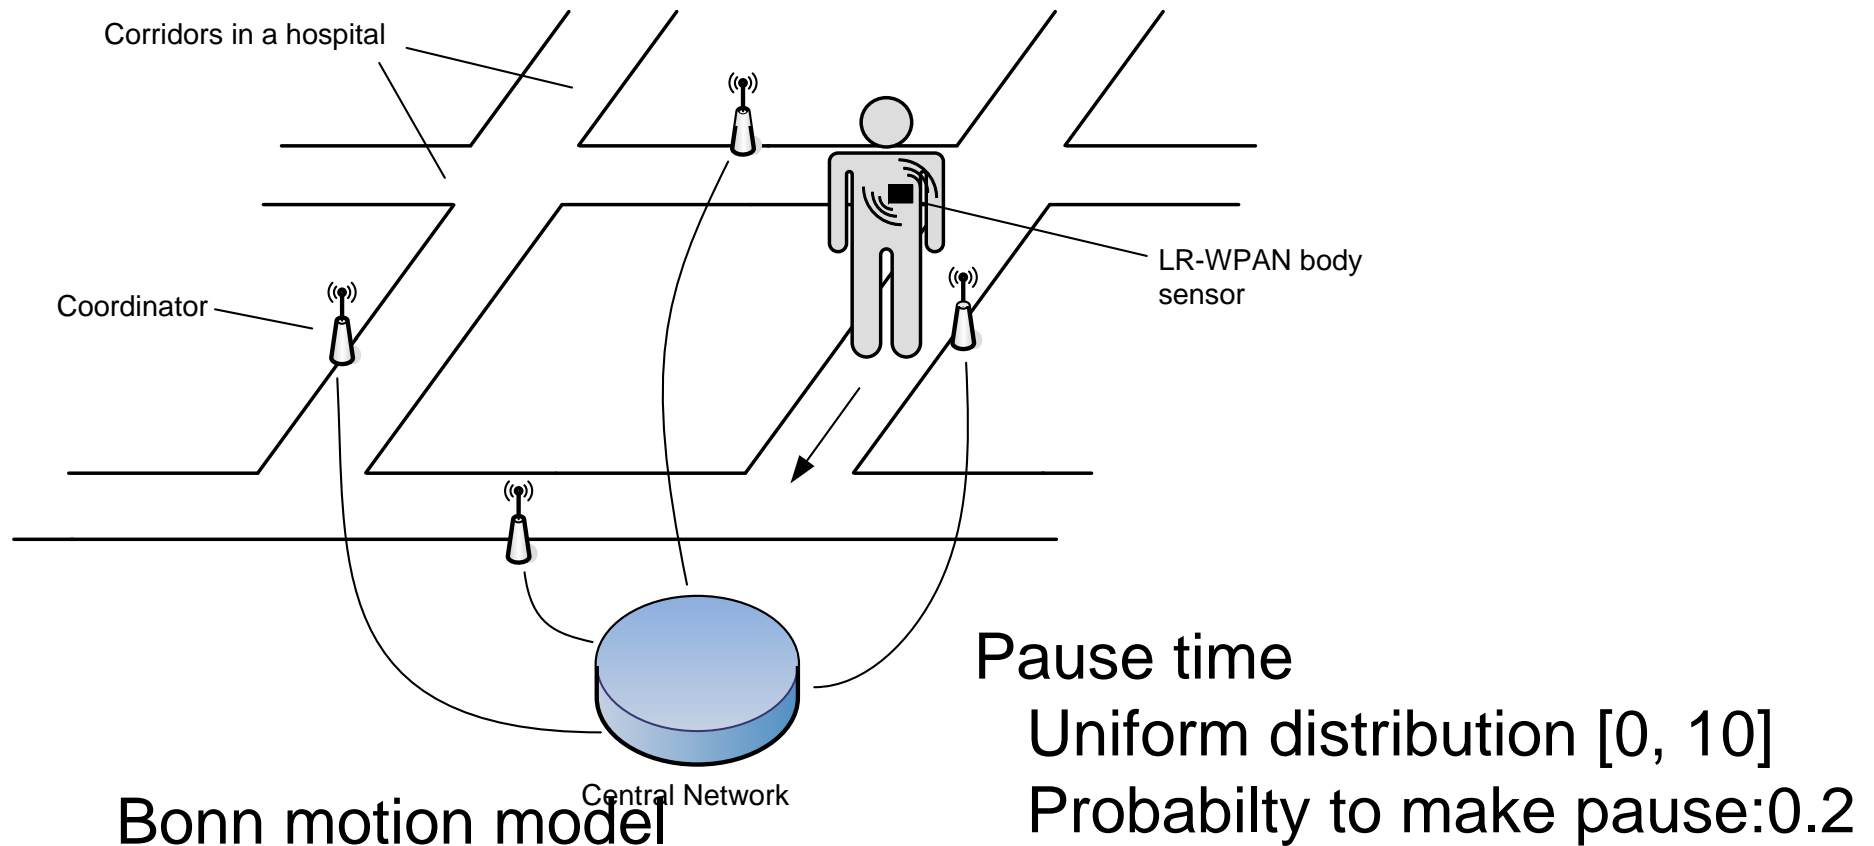 Corridors in a hospital
LR-WPAN body
sensor
Coordinator
Central Network
Bonn motion model
Pause time
Uniform distribution [0, 10]
Probabilty to make pause:0.2